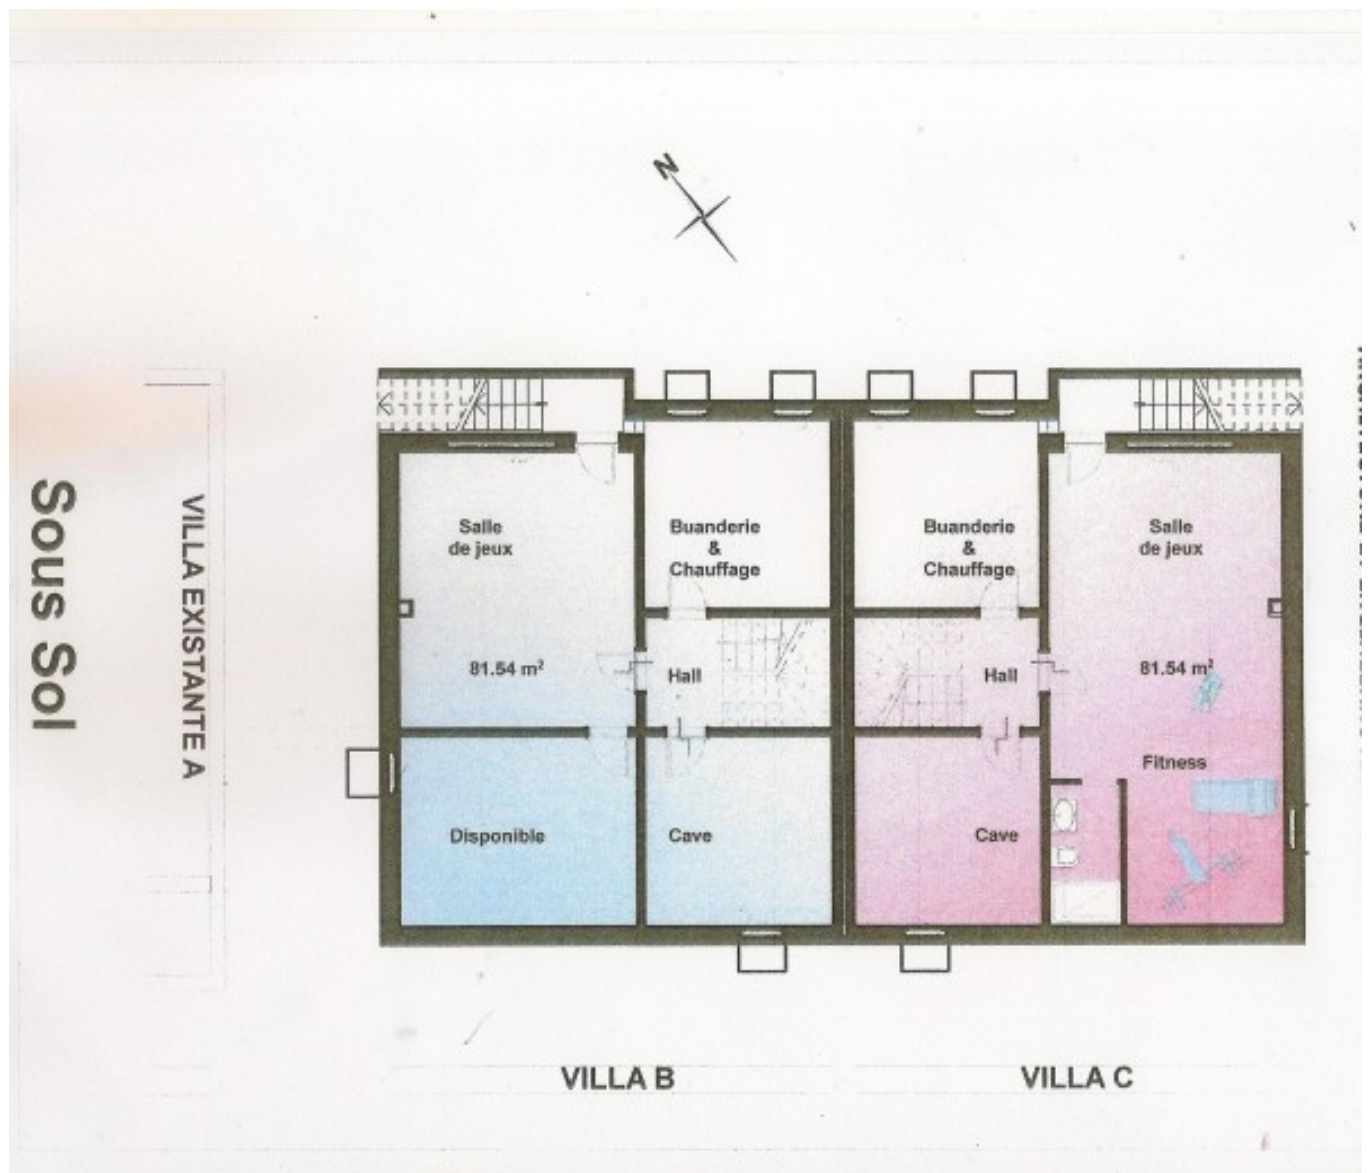 N
Salle
de jeux
81.54 m²
Buanderie
&
Chauffage
Hall
Disponible
Cave
Buanderie
&
Chauffage
Hall
Cave
Salle
de jeux
81.54 m²
Fitness
VILLA B
VILLA C
VILLA EXISTANTE A
Sous Sol